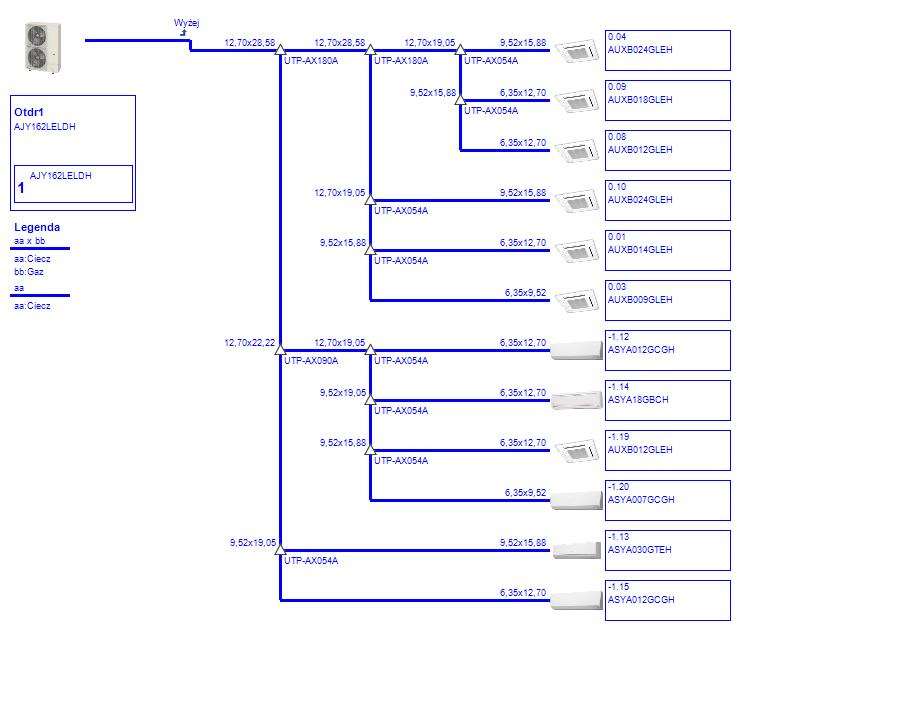 Wyżej
12,70x28,58
12,70x28,58
12,70x19,05
9,52x15,88
0.04
AUXB024GLEH
UTP-AX180A
UTP-AX180A
UTP-AX054A
9,52x15,88
6,35x12,70
0.09
AUXB018GLEH
UTP-AX054A
Otdr1
AJY162LELDH
6,35x12,70
0.08
AUXB012GLEH
AJY162LELDH
1
12,70x19,05
9,52x15,88
0.10
AUXB024GLEH
UTP-AX054A
Legenda
aa x bb
aa:Ciecz
bb:Gaz
aa
aa:Ciecz
9,52x15,88
6,35x12,70
0.01
AUXB014GLEH
UTP-AX054A
6,35x9,52
0.03
AUXB009GLEH
12,70x22,22
12,70x19,05
6,35x12,70
-1.12
ASYA012GCGH
UTP-AX090A
UTP-AX054A
9,52x19,05
6,35x12,70
-1.14
ASYA18GBCH
UTP-AX054A
9,52x15,88
6,35x12,70
-1.19
AUXB012GLEH
UTP-AX054A
6,35x9,52
-1.20
ASYA007GCGH
9,52x19,05
9,52x15,88
-1.13
ASYA030GTEH
UTP-AX054A
6,35x12,70
-1.15
ASYA012GCGH